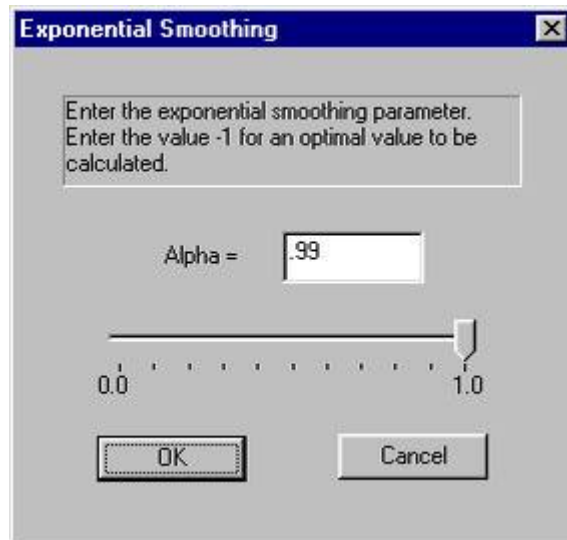 Exponential Smoothing
Enter the exponential smoothing parameter.
Enter the value -1 for an optimal value to be
calculated.
Alpha = .99
0.0 1.0
OK Cancel